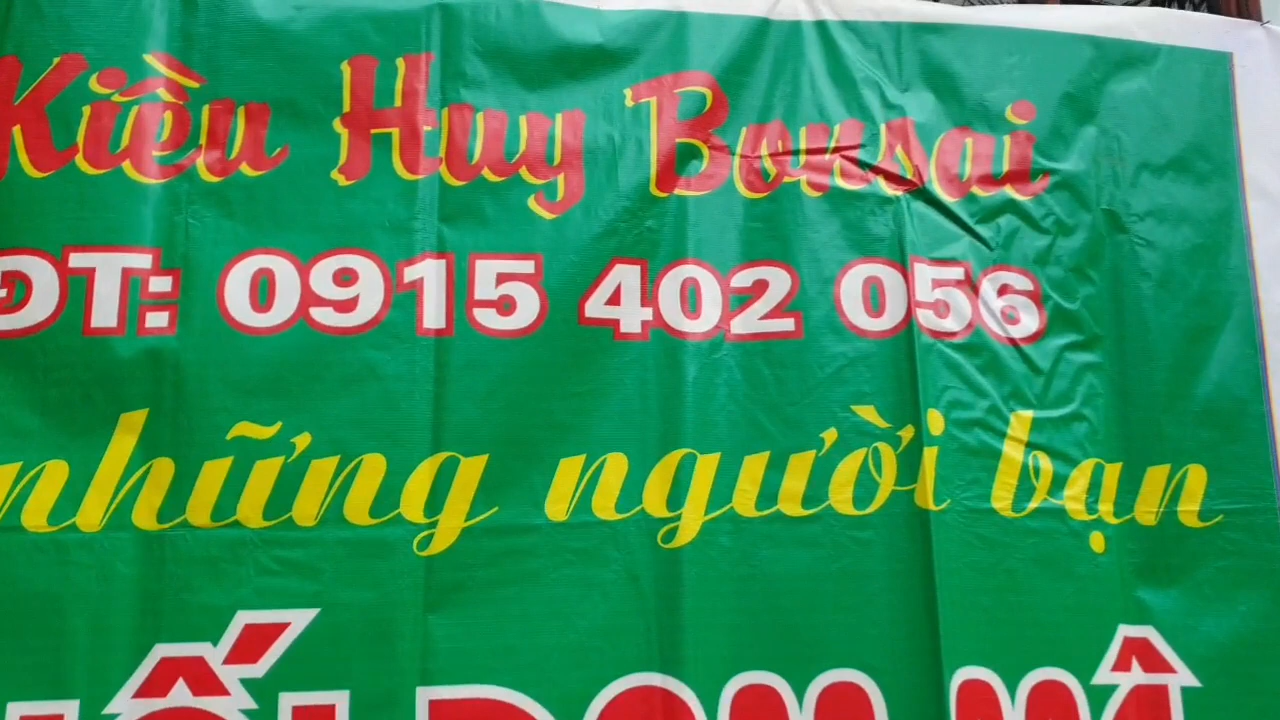 Kiều Huy Bonsai
ĐT: 0915 402 056
những người bạn